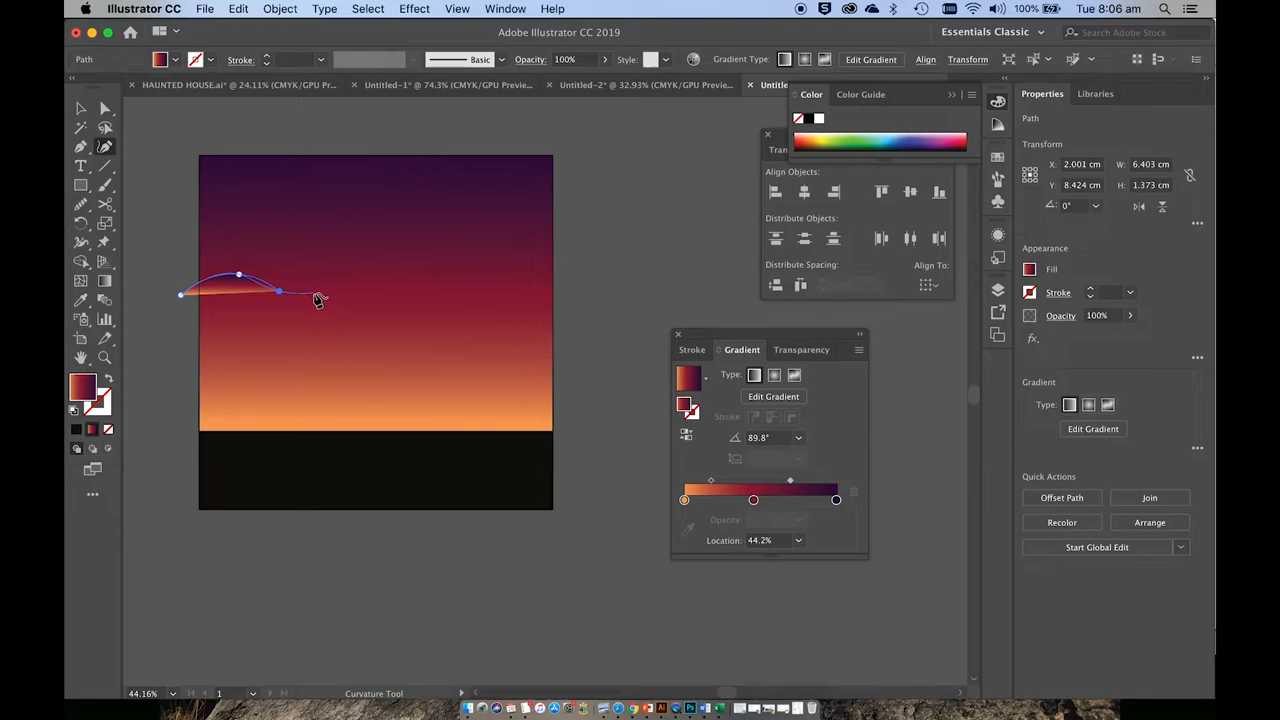 Illustrator CC File Edit Object Type Select Effect View Window Help 100% Tue 8:06 am
Adobe Illustrator CC 2019 Essentials Classic Search Adobe Stock
Path Stroke: Basic Opacity: 100% Style: Gradient Type: Edit Gradient Align Transform
HAUNTED HOUSE.ai* @ 24.11% (CMYK/GPU Pr... Untitled-1* @ 74.3% (CMYK/GPU Previe... Untitled-2* @ 32.93% (CMYK/GPU Previe... Untitle
Color Color Guide
Properties Libraries
Path
Transform
X: 2.001 cm W: 6.403 cm
Y: 8.424 cm H: 1.373 cm
0°
Tran
Align Objects:
Distribute Objects:
Distribute Spacing: Align To:
Appearance
Fill
Stroke
Opacity 100%
fx
Stroke Gradient Transparency
Type:
Edit Gradient
Stroke:
89.8°
Opacity:
Location: 44.2%
Gradient
Type:
Edit Gradient
Quick Actions
Offset Path Join
Recolor Arrange
Start Global Edit
44.16% 1 Curvature Tool